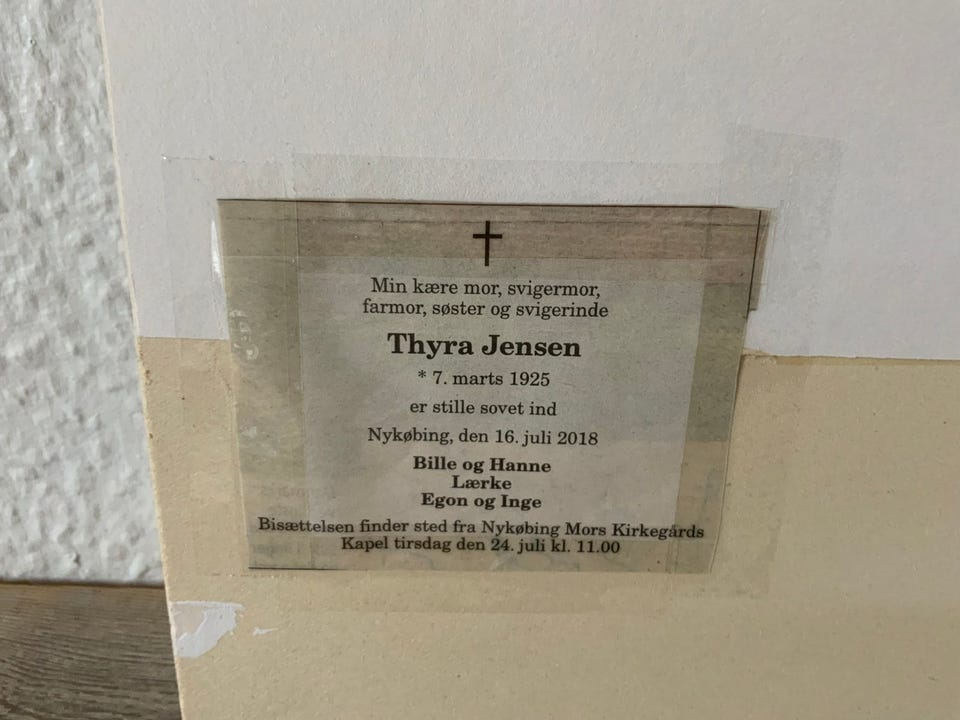 Min kære mor, svigermor,
farmor, søster og svigerinde
Thyra Jensen
* 7. marts 1925
er stille sovet ind
Nykøbing, den 16. juli 2018
Bille og Hanne
Lærke
Egon og Inge
Bisættelsen finder sted fra Nykøbing Mors Kirkegårds
Kapel tirsdag den 24. juli kl. 11.00